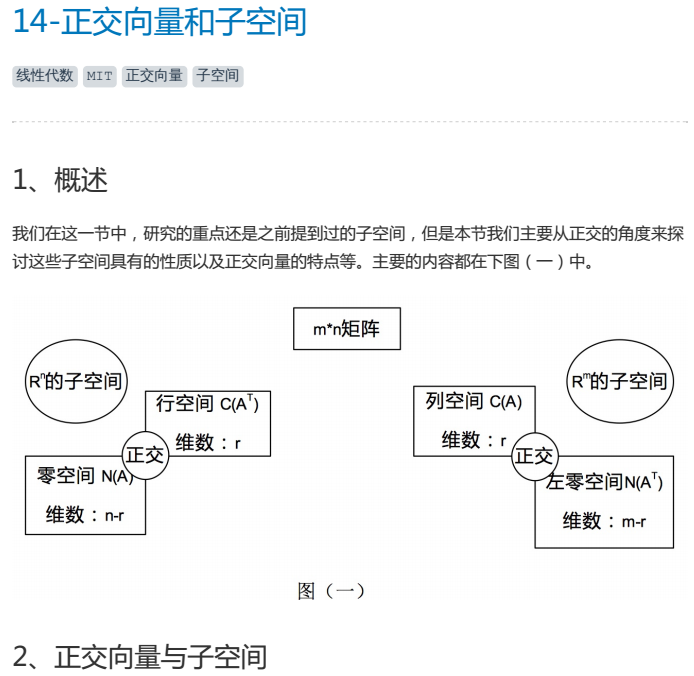 14-正交向量和子空间
线性代数 MIT 正交向量 子空间
1、概述
我们在这一节中，研究的重点还是之前提到过的子空间，但是本节我们主要从正交的角度来探
讨这些子空间具有的性质以及正交向量的特点等。主要的内容都在下图（一）中。
m*n矩阵
Rⁿ的子空间
行空间 C(Aᵀ)
维数：r
正交
零空间 N(A)
维数：n-r
Rᵐ的子空间
列空间 C(A)
维数：r
正交
左零空间N(Aᵀ)
维数：m-r
图（一）
2、正交向量与子空间